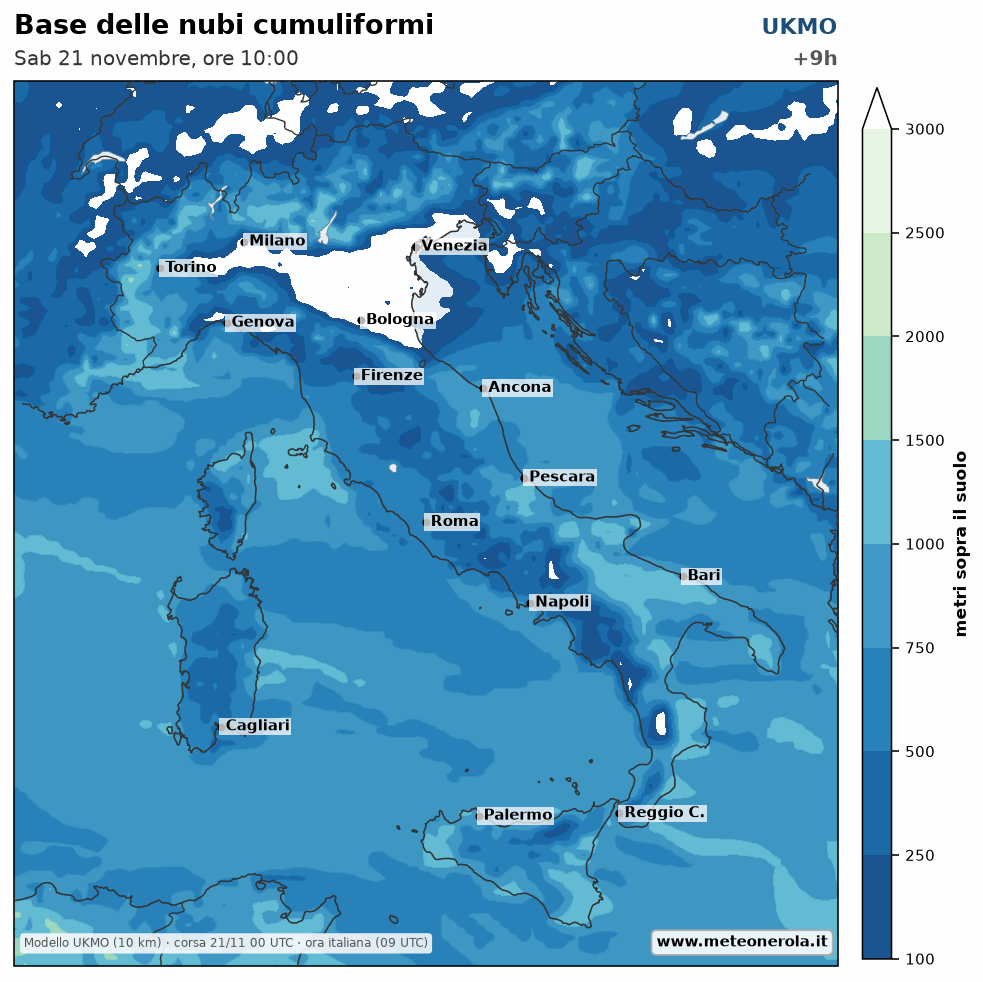 Base delle nubi cumuliformi
UKMO
Sab 21 novembre, ore 10:00
+9h
Milano
Venezia
Torino
Genova
Bologna
Firenze
Ancona
Pescara
Roma
Bari
Napoli
Cagliari
Palermo
Reggio C.
3000
2500
2000
1500
1000
750
500
250
100
metri sopra il suolo
Modello UKMO (10 km) · corsa 21/11 00 UTC · ora italiana (09 UTC)
www.meteonerola.it